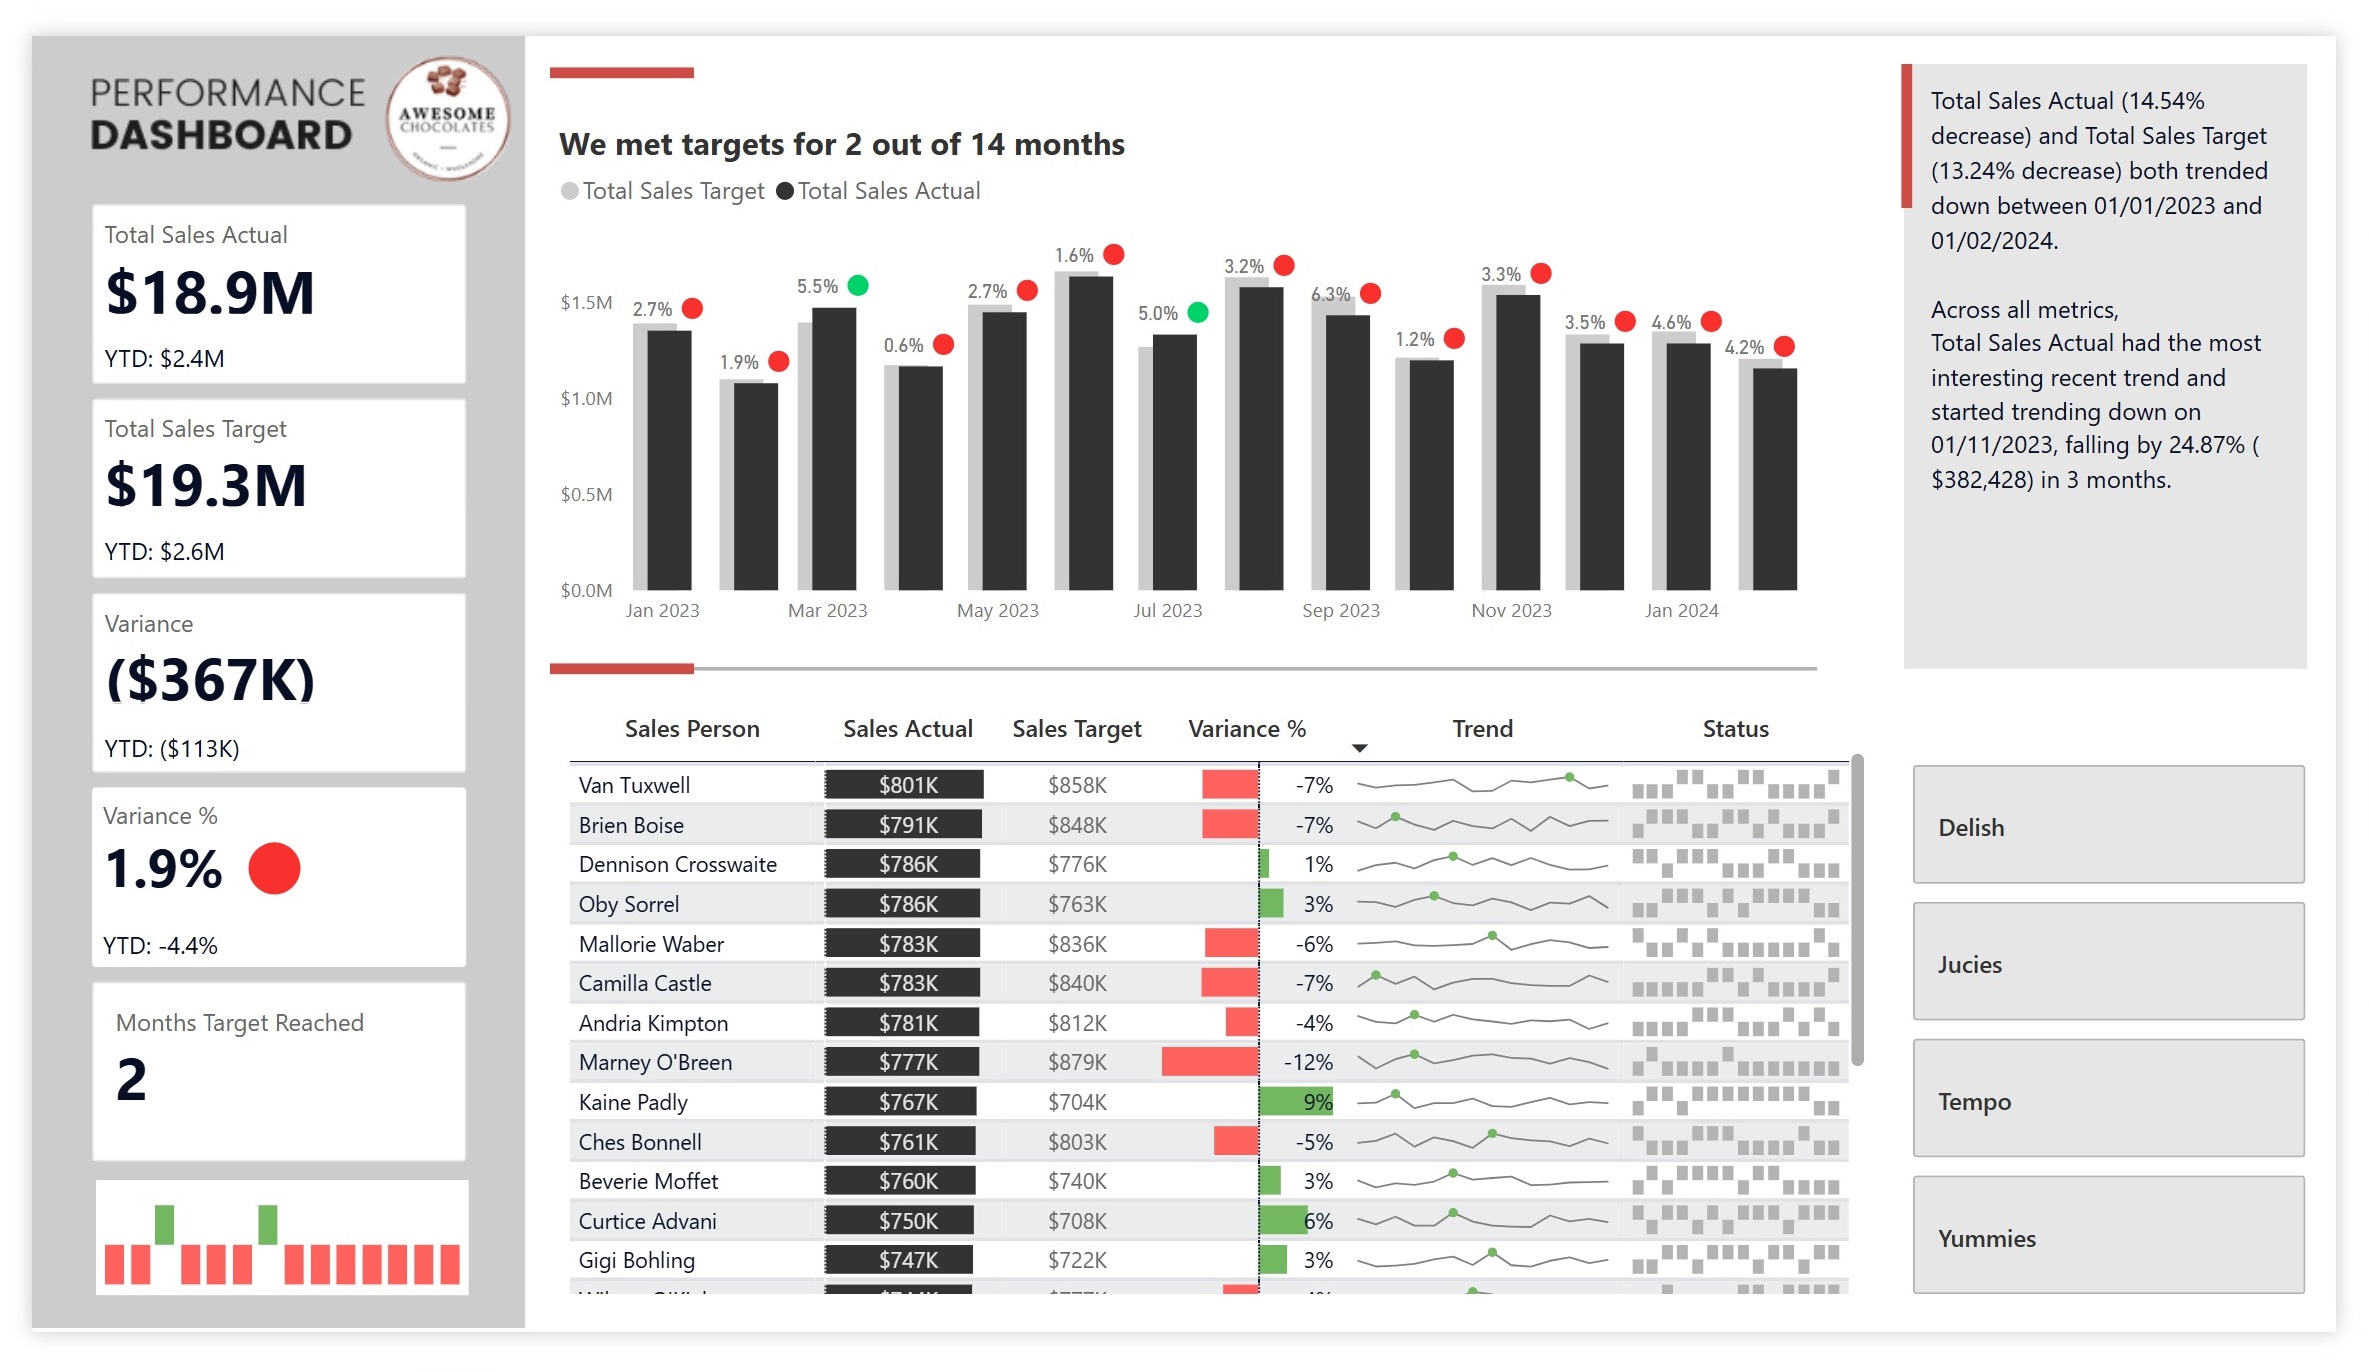 PERFORMANCE
DASHBOARD
AWESOME
CHOCOLATES
Total Sales Actual
$18.9M
YTD: $2.4M
Total Sales Target
$19.3M
YTD: $2.6M
Variance
($367K)
YTD: ($113K)
Variance %
1.9%
YTD: -4.4%
Months Target Reached
2
We met targets for 2 out of 14 months
Total Sales Target Total Sales Actual
$1.5M
$1.0M
$0.5M
$0.0M
2.7%
1.9%
5.5%
0.6%
2.7%
1.6%
5.0%
3.2%
6.3%
1.2%
3.3%
3.5%
4.6%
4.2%
Jan 2023 Mar 2023 May 2023 Jul 2023 Sep 2023 Nov 2023 Jan 2024
Total Sales Actual (14.54%
decrease) and Total Sales Target
(13.24% decrease) both trended
down between 01/01/2023 and
01/02/2024.
Across all metrics,
Total Sales Actual had the most
interesting recent trend and
started trending down on
01/11/2023, falling by 24.87% (
$382,428) in 3 months.
Sales Person Sales Actual Sales Target Variance % Trend Status
Van Tuxwell $801K $858K -7%
Brien Boise $791K $848K -7%
Dennison Crosswaite $786K $776K 1%
Oby Sorrel $786K $763K 3%
Mallorie Waber $783K $836K -6%
Camilla Castle $783K $840K -7%
Andria Kimpton $781K $812K -4%
Marney O'Breen $777K $879K -12%
Kaine Padly $767K $704K 9%
Ches Bonnell $761K $803K -5%
Beverie Moffet $760K $740K 3%
Curtice Advani $750K $708K 6%
Gigi Bohling $747K $722K 3%
Delish
Jucies
Tempo
Yummies